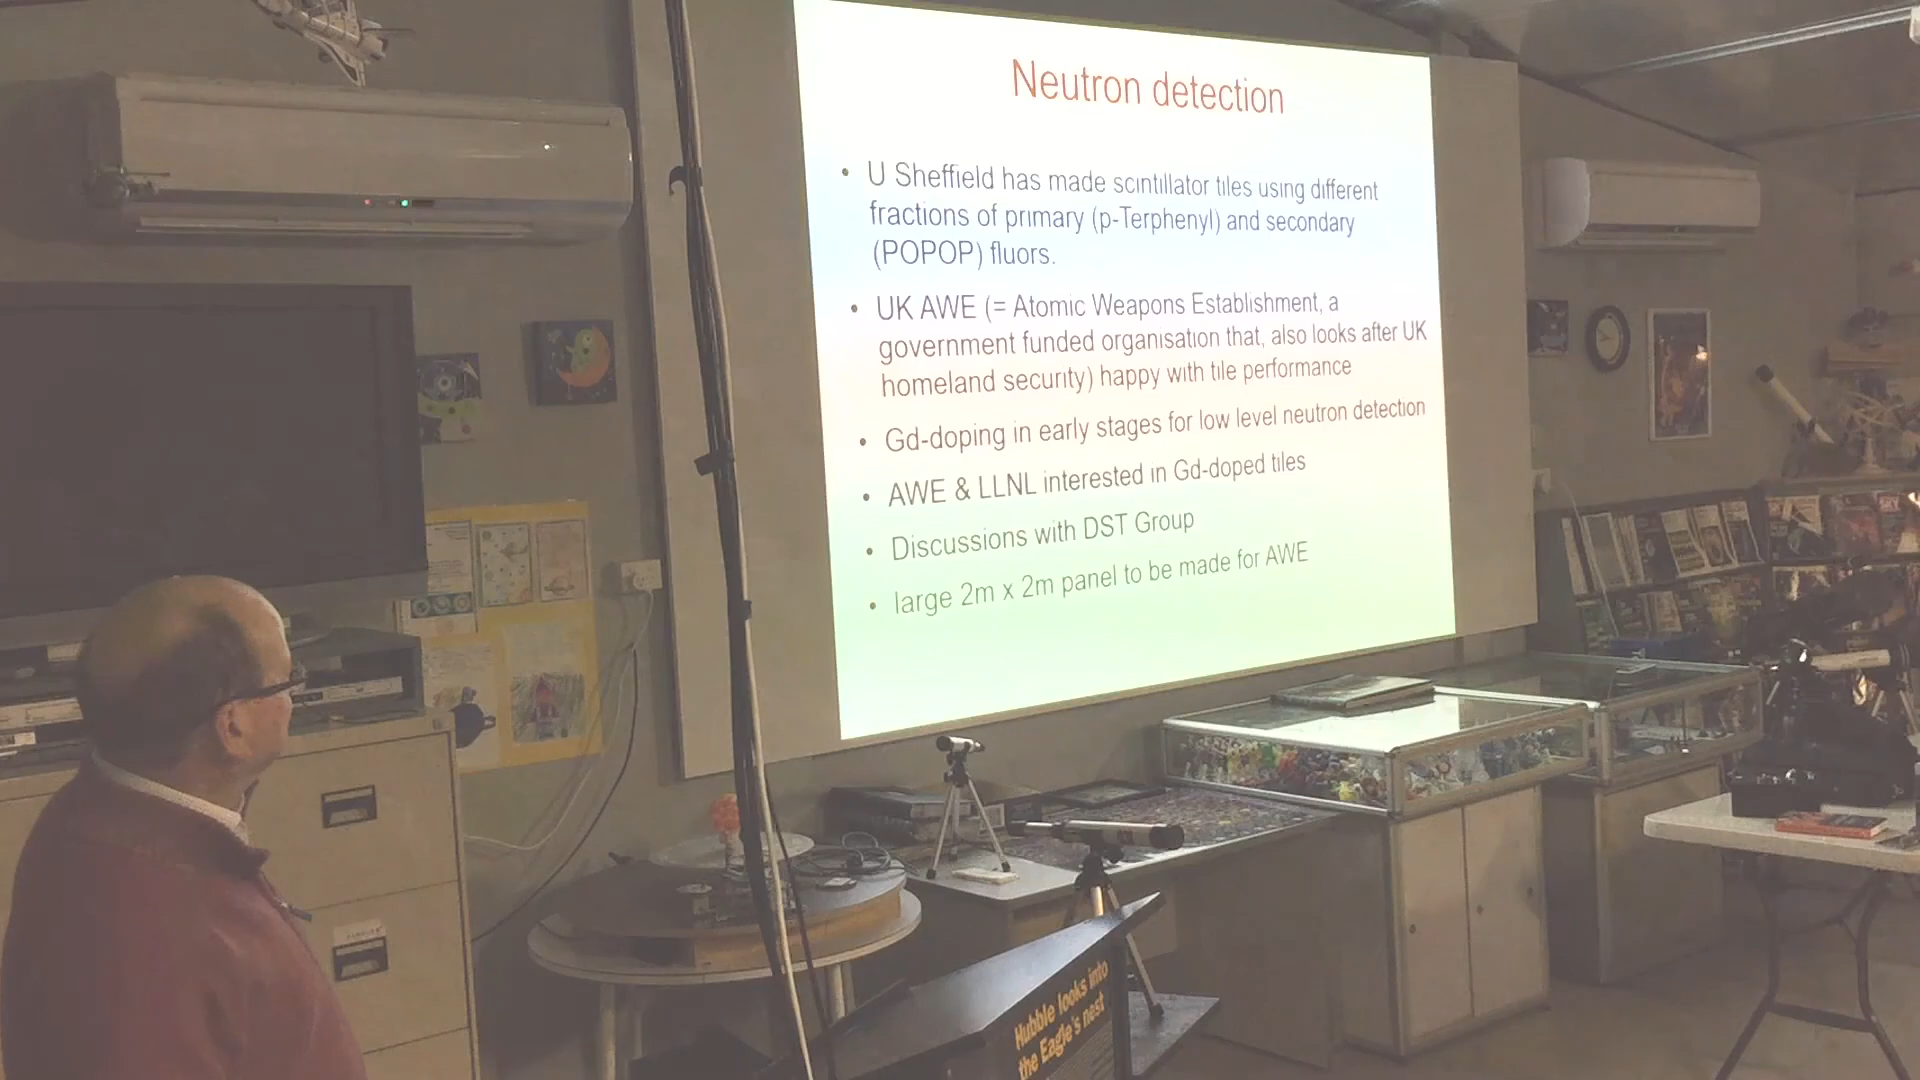 Neutron detection
• U Sheffield has made scintillator tiles using different
fractions of primary (p-Terphenyl) and secondary
(POPOP) fluors.
• UK AWE (= Atomic Weapons Establishment, a
government funded organisation that, also looks after UK
homeland security) happy with tile performance
• Gd-doping in early stages for low level neutron detection
• AWE & LLNL interested in Gd-doped tiles
• Discussions with DST Group
• large 2m x 2m panel to be made for AWE
Hubble looks into
the Eagle's nest